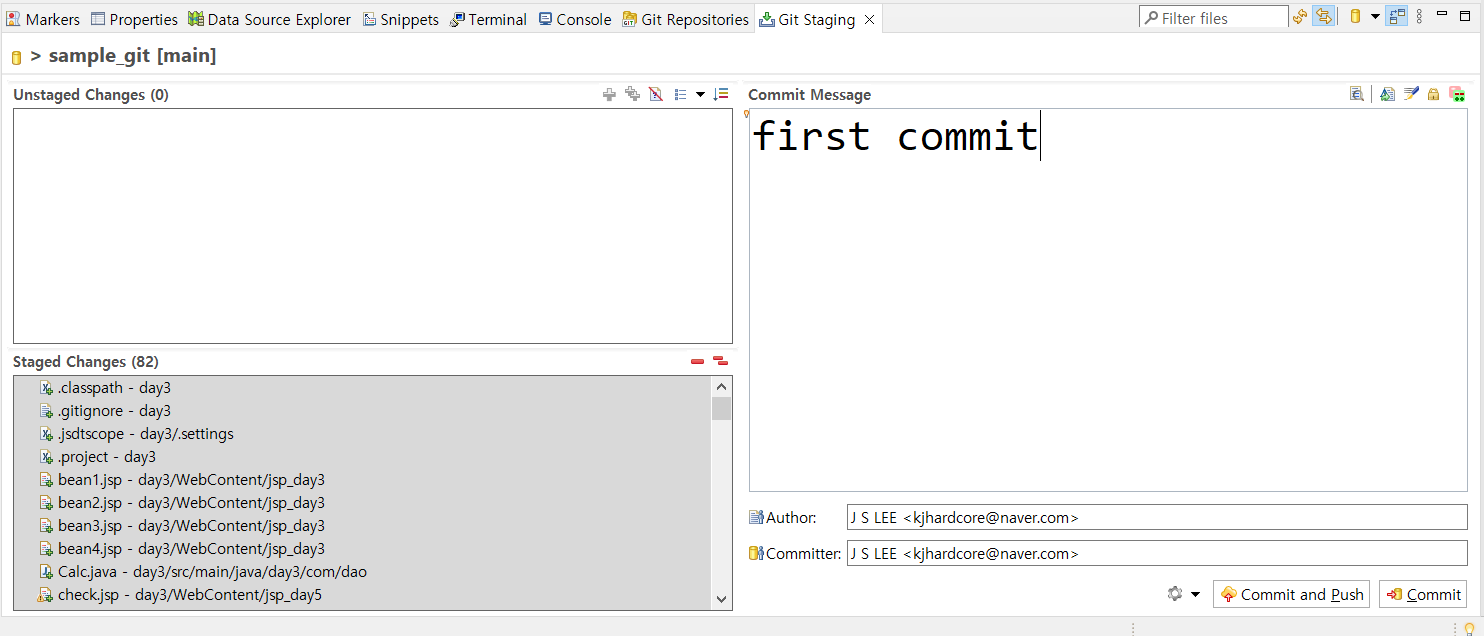 Markers Properties Data Source Explorer Snippets Terminal Console Git Repositories Git Staging Filter files
> sample_git [main]
Unstaged Changes (0)
Commit Message
first commit
Staged Changes (82)
.classpath - day3
.gitignore - day3
.jsdtscope - day3/.settings
.project - day3
bean1.jsp - day3/WebContent/jsp_day3
bean2.jsp - day3/WebContent/jsp_day3
bean3.jsp - day3/WebContent/jsp_day3
bean4.jsp - day3/WebContent/jsp_day3
Calc.java - day3/src/main/java/day3/com/dao
check.jsp - day3/WebContent/jsp_day5
Author: J S LEE <kjhardcore@naver.com>
Committer: J S LEE <kjhardcore@naver.com>
Commit and Push Commit